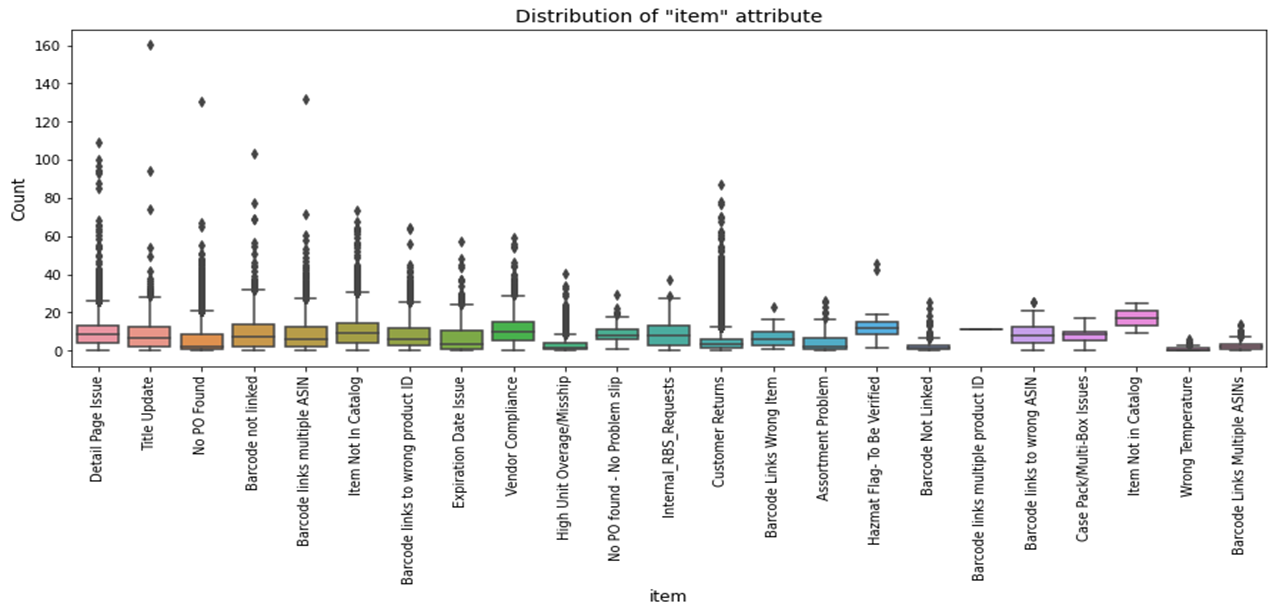 Distribution of "item" attribute
Count
160
140
120
100
80
60
40
20
0
Detail Page Issue
Title Update
No PO Found
Barcode not linked
Barcode links multiple ASIN
Item Not In Catalog
Barcode links to wrong product ID
Expiration Date Issue
Vendor Compliance
High Unit Overage/Misship
No PO found - No Problem slip
Internal_RBS_Requests
Customer Returns
Barcode Links Wrong Item
Assortment Problem
Hazmat Flag- To Be Verified
Barcode Not Linked
Barcode links multiple product ID
Barcode links to wrong ASIN
Case Pack/Multi-Box Issues
Item Not in Catalog
Wrong Temperature
Barcode Links Multiple ASINs
item